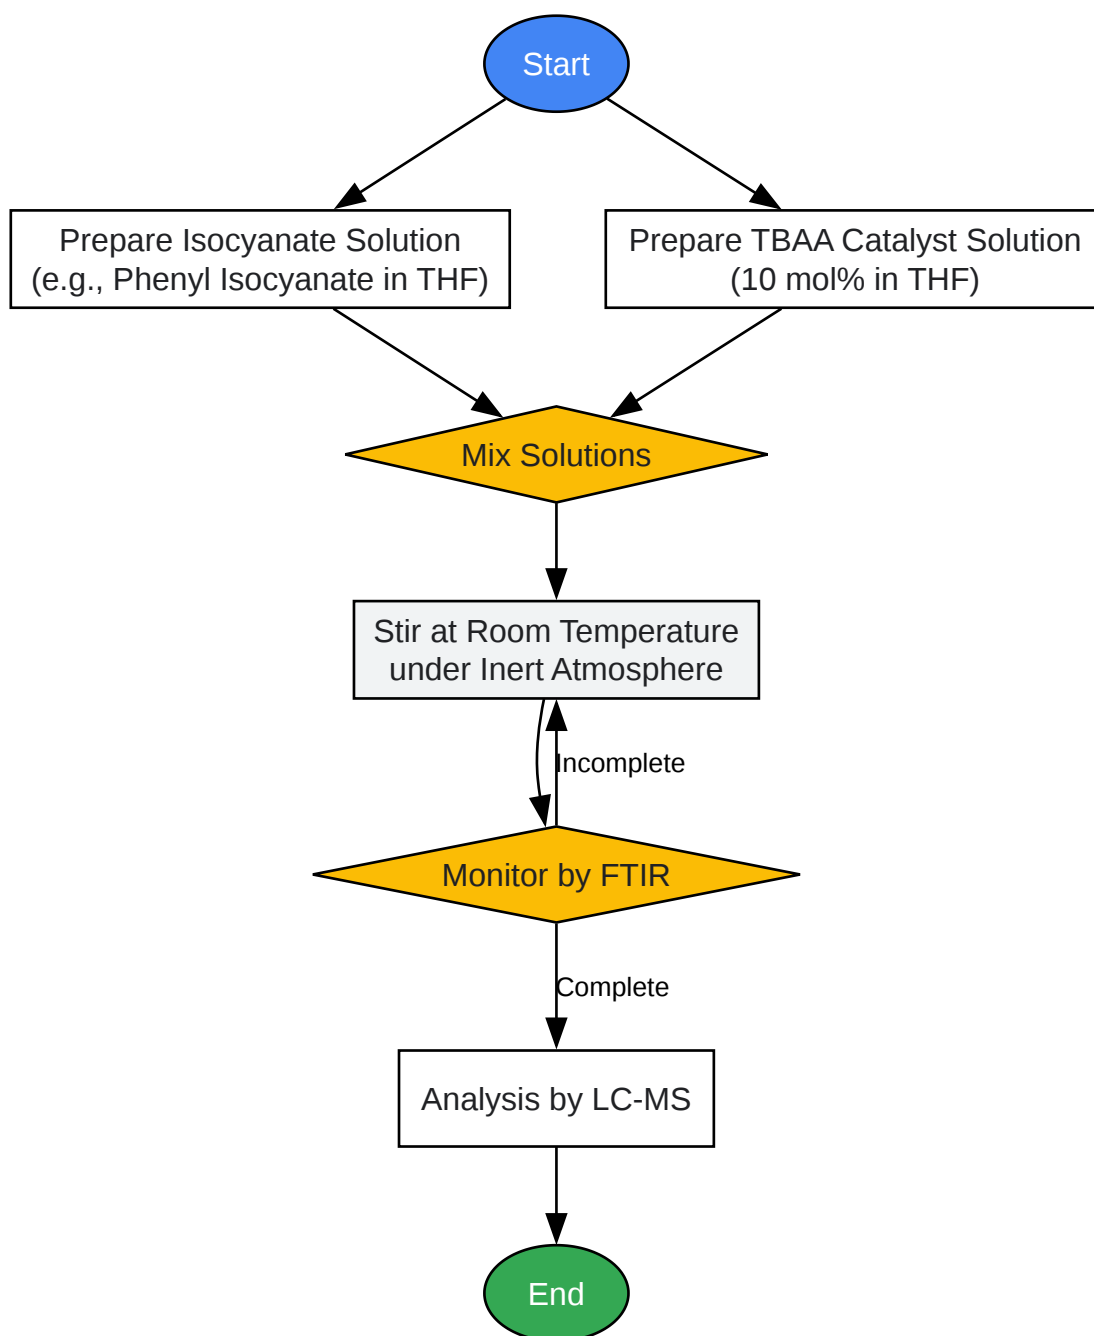 Start
Prepare Isocyanate Solution
(e.g., Phenyl Isocyanate in THF)
Prepare TBAA Catalyst Solution
(10 mol% in THF)
Mix Solutions
Stir at Room Temperature
under Inert Atmosphere
Incomplete
Monitor by FTIR
Complete
Analysis by LC-MS
End